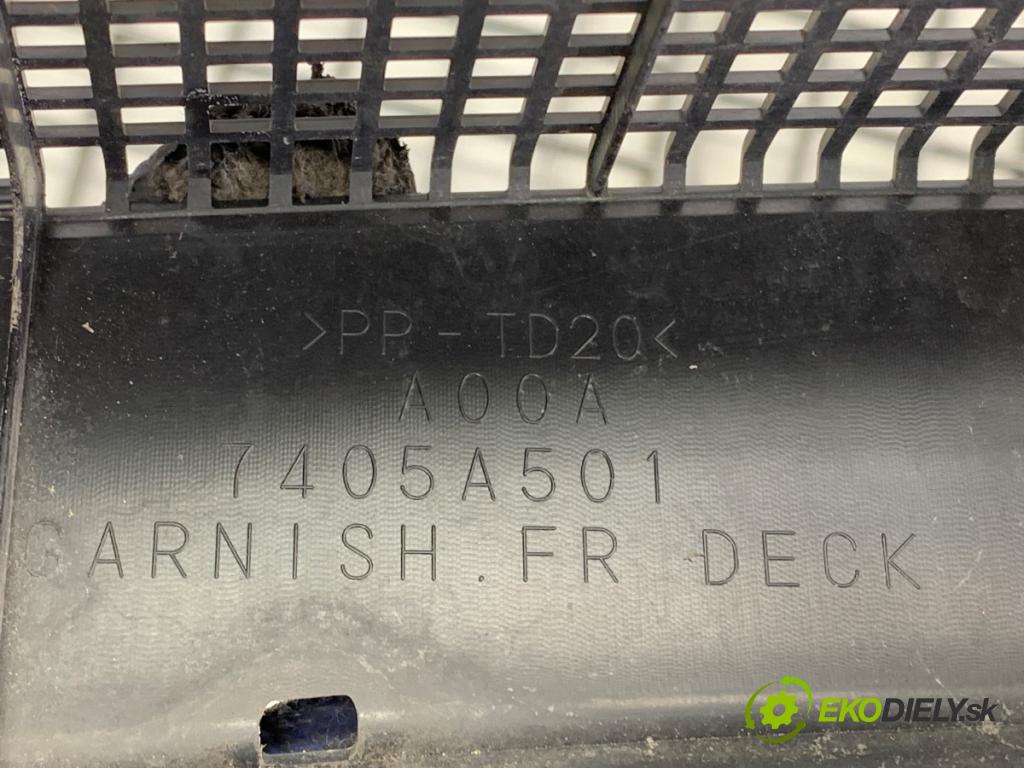 >PP-TD20<
A00A
7405A501
GARNISH.FR DECK
EKODIELY.sk